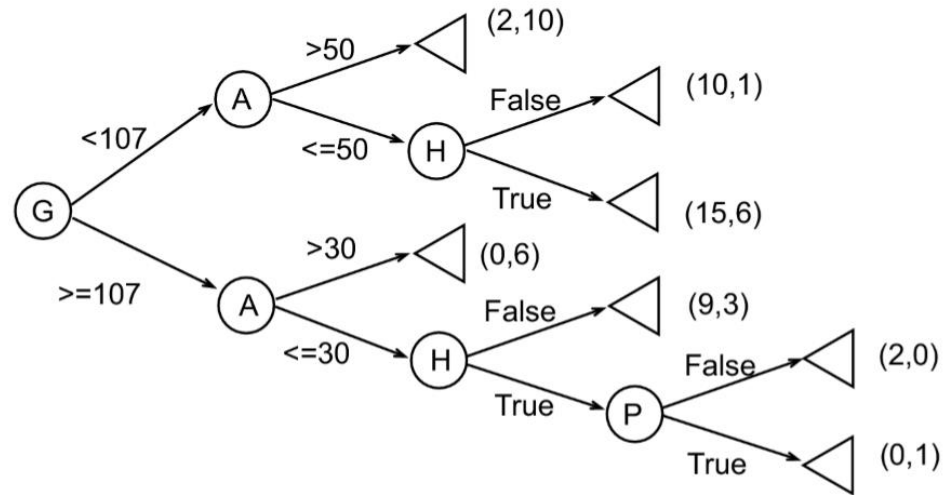 (2,10)
>50
A
False
(10,1)
<107
<=50
H
True
(15,6)
G
>30
(0,6)
>=107
A
False
(9,3)
<=30
H
False
(2,0)
True
P
True
(0,1)